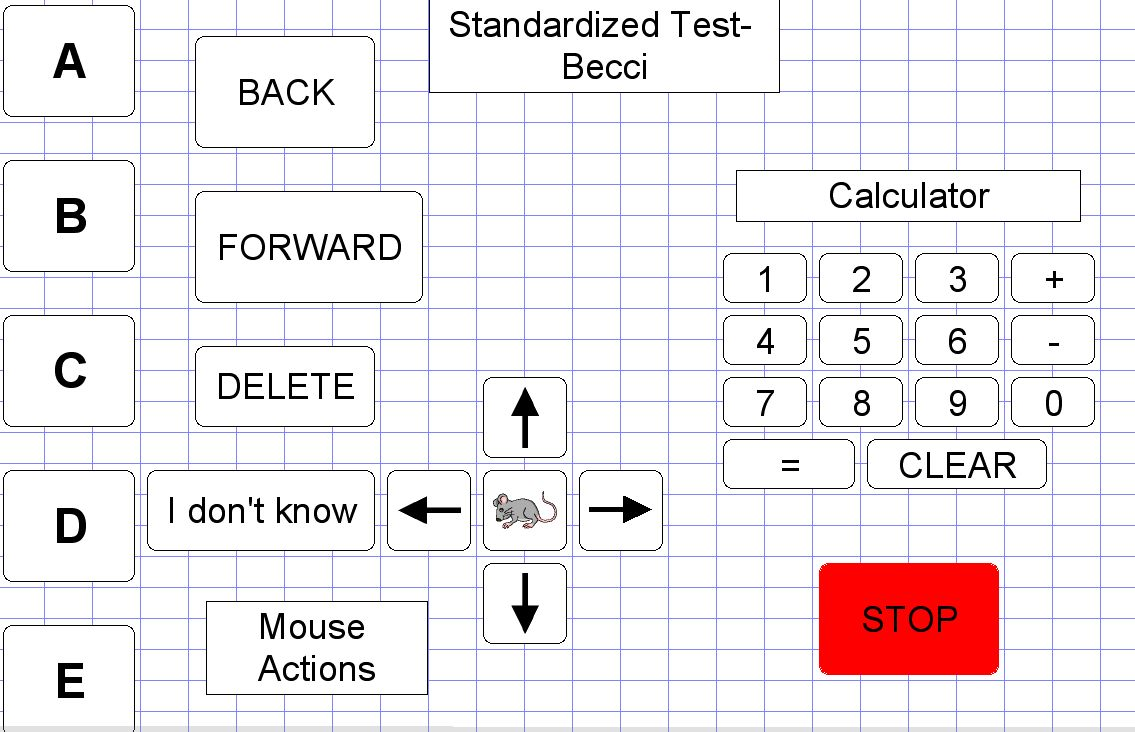 Standardized Test-
Becci
A
BACK
B
FORWARD
C
DELETE
D
I don't know
E
Mouse
Actions
Calculator
1 2 3 +
4 5 6 -
7 8 9 0
= CLEAR
STOP